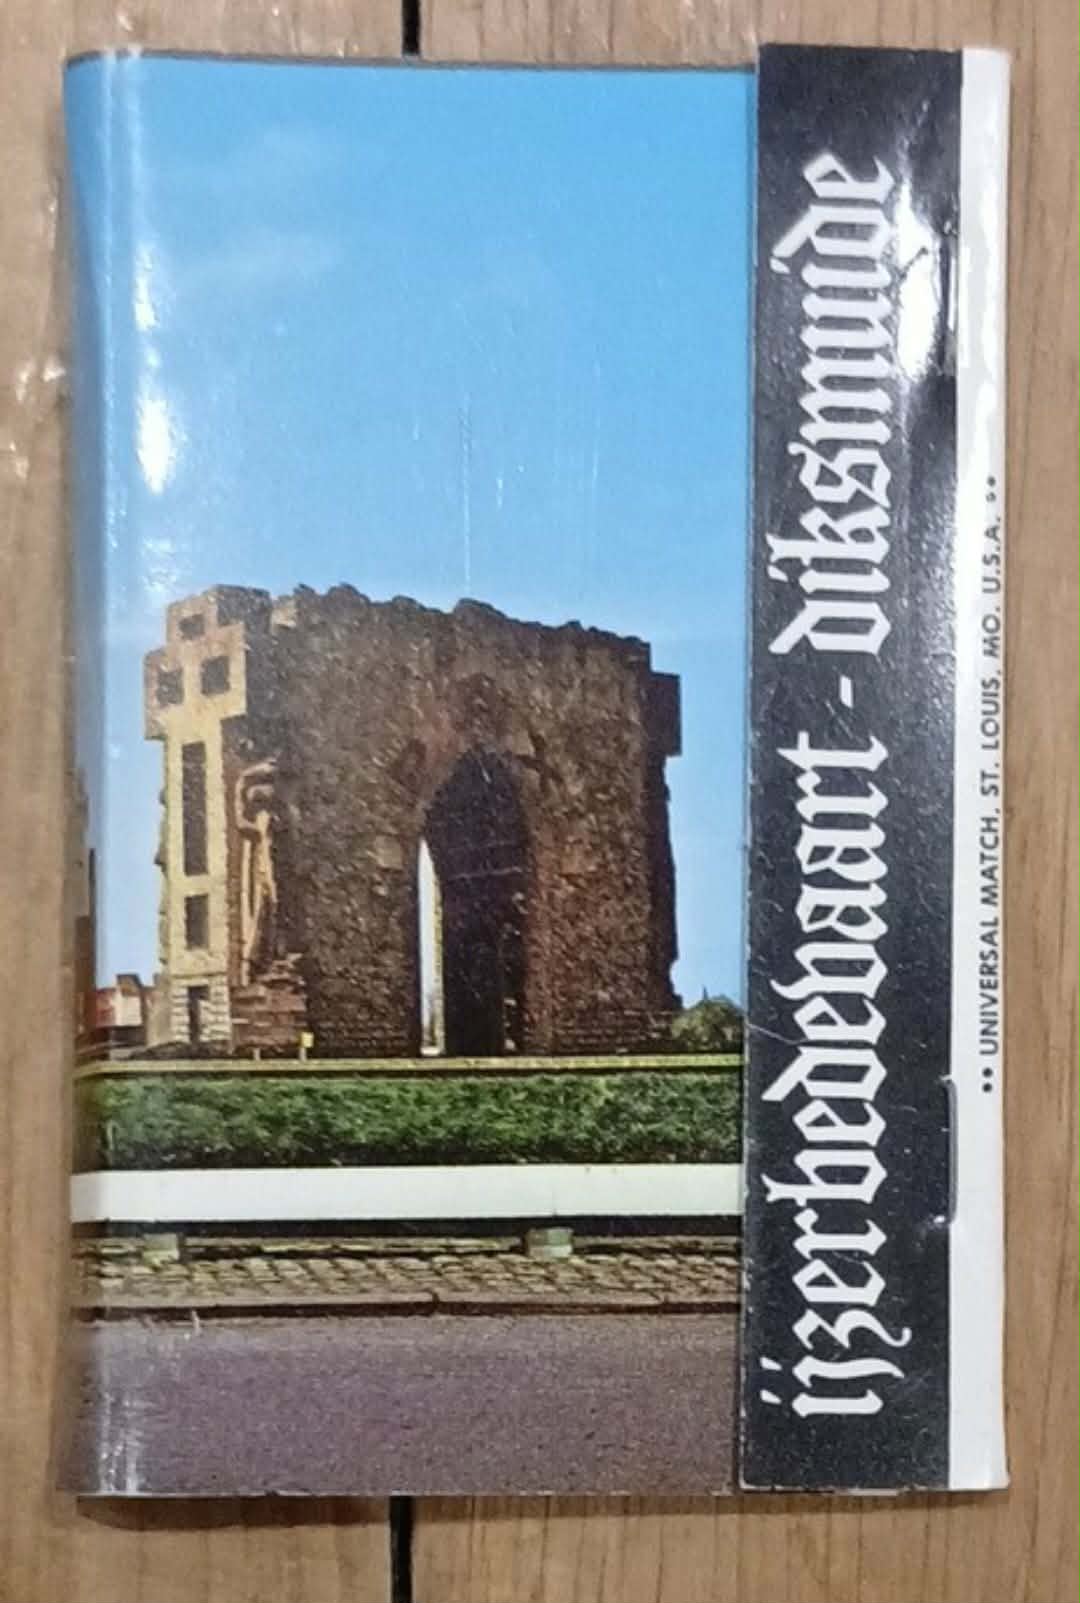 ijzerbedevaart - diksmuide
•• UNIVERSAL MATCH, ST. LOUIS, MO. U.S.A. ••